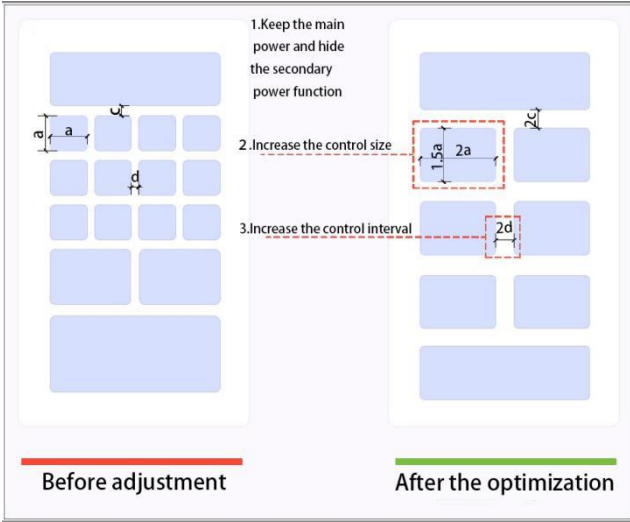 1.Keep the main
power and hide
the secondary
power function
c
a
a
d
2.Increase the control size
3.Increase the control interval
2c
1.5a
2a
2d
Before adjustment
After the optimization